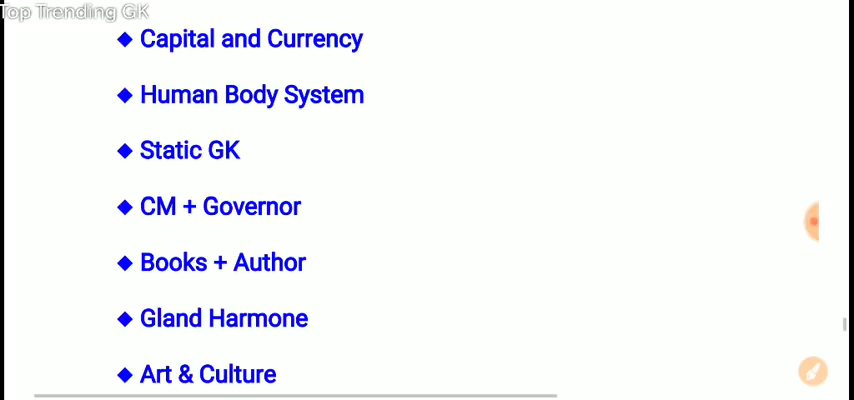 Top Trending GK
◆ Capital and Currency
◆ Human Body System
◆ Static GK
◆ CM + Governor
◆ Books + Author
◆ Gland Harmone
◆ Art & Culture